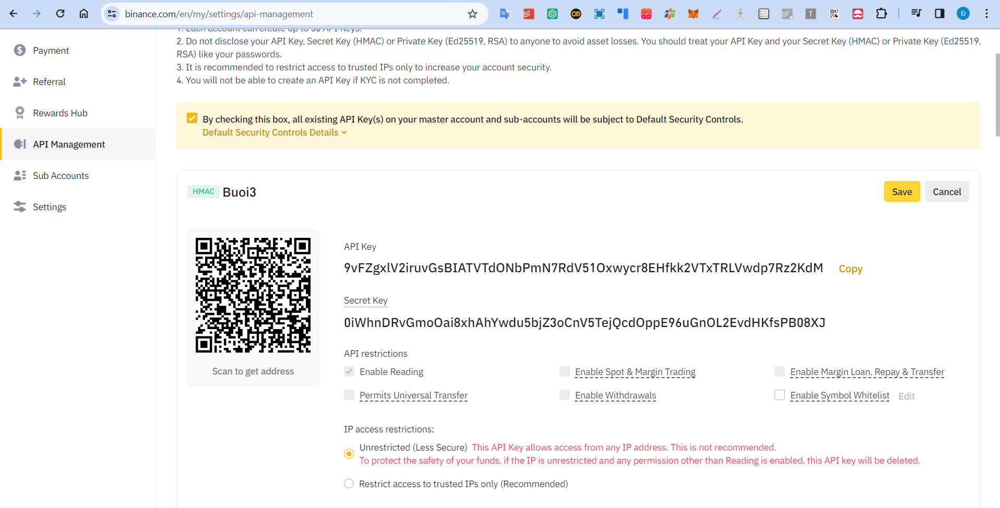 binance.com/en/my/settings/api-management
Payment
Referral
Rewards Hub
API Management
Sub Accounts
Settings
1. Each account can create up to API Keys.
2. Do not disclose your API Key, Secret Key (HMAC) or Private Key (Ed25519, RSA) to anyone to avoid asset losses. You should treat your API Key and your Secret Key (HMAC) or Private Key (Ed25519,
RSA) like your passwords.
3. It is recommended to restrict access to trusted IPs only to increase your account security.
4. You will not be able to create an API Key if KYC is not completed.
By checking this box, all existing API Key(s) on your master account and sub-accounts will be subject to Default Security Controls.
Default Security Controls Details
HMAC Buoi3
Save Cancel
Scan to get address
API Key
9vFZgxlV2iruvGsBIATVTdONbPmN7RdV51Oxwycr8EHfkk2VTxTRLVwdp7Rz2KdM Copy
Secret Key
0iWhnDRvGmoOai8xhAhYwdu5bjZ3oCnV5TejQcdOppE96uGnOL2EvdHKfsPB08XJ
API restrictions
Enable Reading Enable Spot & Margin Trading Enable Margin Loan, Repay & Transfer
Permits Universal Transfer Enable Withdrawals Enable Symbol Whitelist Edit
IP access restrictions:
Unrestricted (Less Secure) This API Key allows access from any IP address. This is not recommended.
To protect the safety of your funds, if the IP is unrestricted and any permission other than Reading is enabled, this API key will be deleted.
Restrict access to trusted IPs only (Recommended)